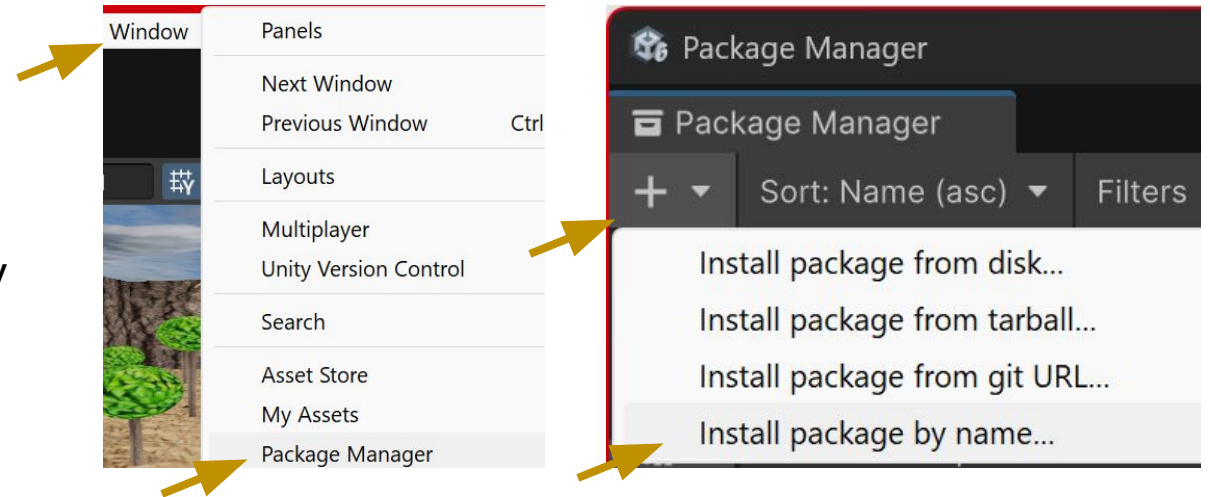 Window
Panels
Next Window
Previous Window Ctrl
Layouts
Multiplayer
Unity Version Control
Search
Asset Store
My Assets
Package Manager
y
Package Manager
Package Manager
+ Sort: Name (asc) Filters
Install package from disk...
Install package from tarball...
Install package from git URL...
Install package by name...